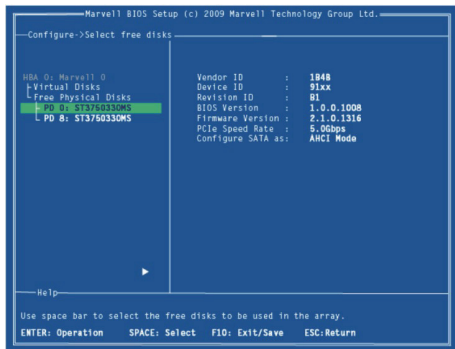 Marvell BIOS Setup (c) 2009 Marvell Technology Group Ltd.
Configure->Select free disks
HBA 0: Marvell 0
Virtual Disks
Free Physical Disks
PD 0: ST3750330MS
PD 8: ST3750330MS
Vendor ID : 1B4B
Device ID : 91xx
Revision ID : B1
BIOS Version : 1.0.0.1008
Firmware Version : 2.1.0.1316
PCIe Speed Rate : 5.0Gbps
Configure SATA as: AHCI Mode
Help
Use space bar to select the free disks to be used in the array.
ENTER: Operation SPACE: Select F10: Exit/Save ESC:Return